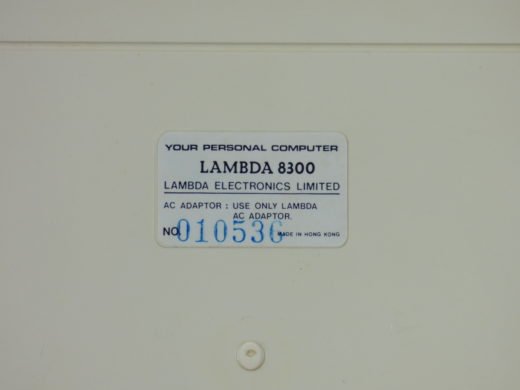 YOUR PERSONAL COMPUTER
LAMBDA 8300
LAMBDA ELECTRONICS LIMITED
AC ADAPTOR : USE ONLY LAMBDA
AC ADAPTOR.
NO. 010536 MADE IN HONG KONG